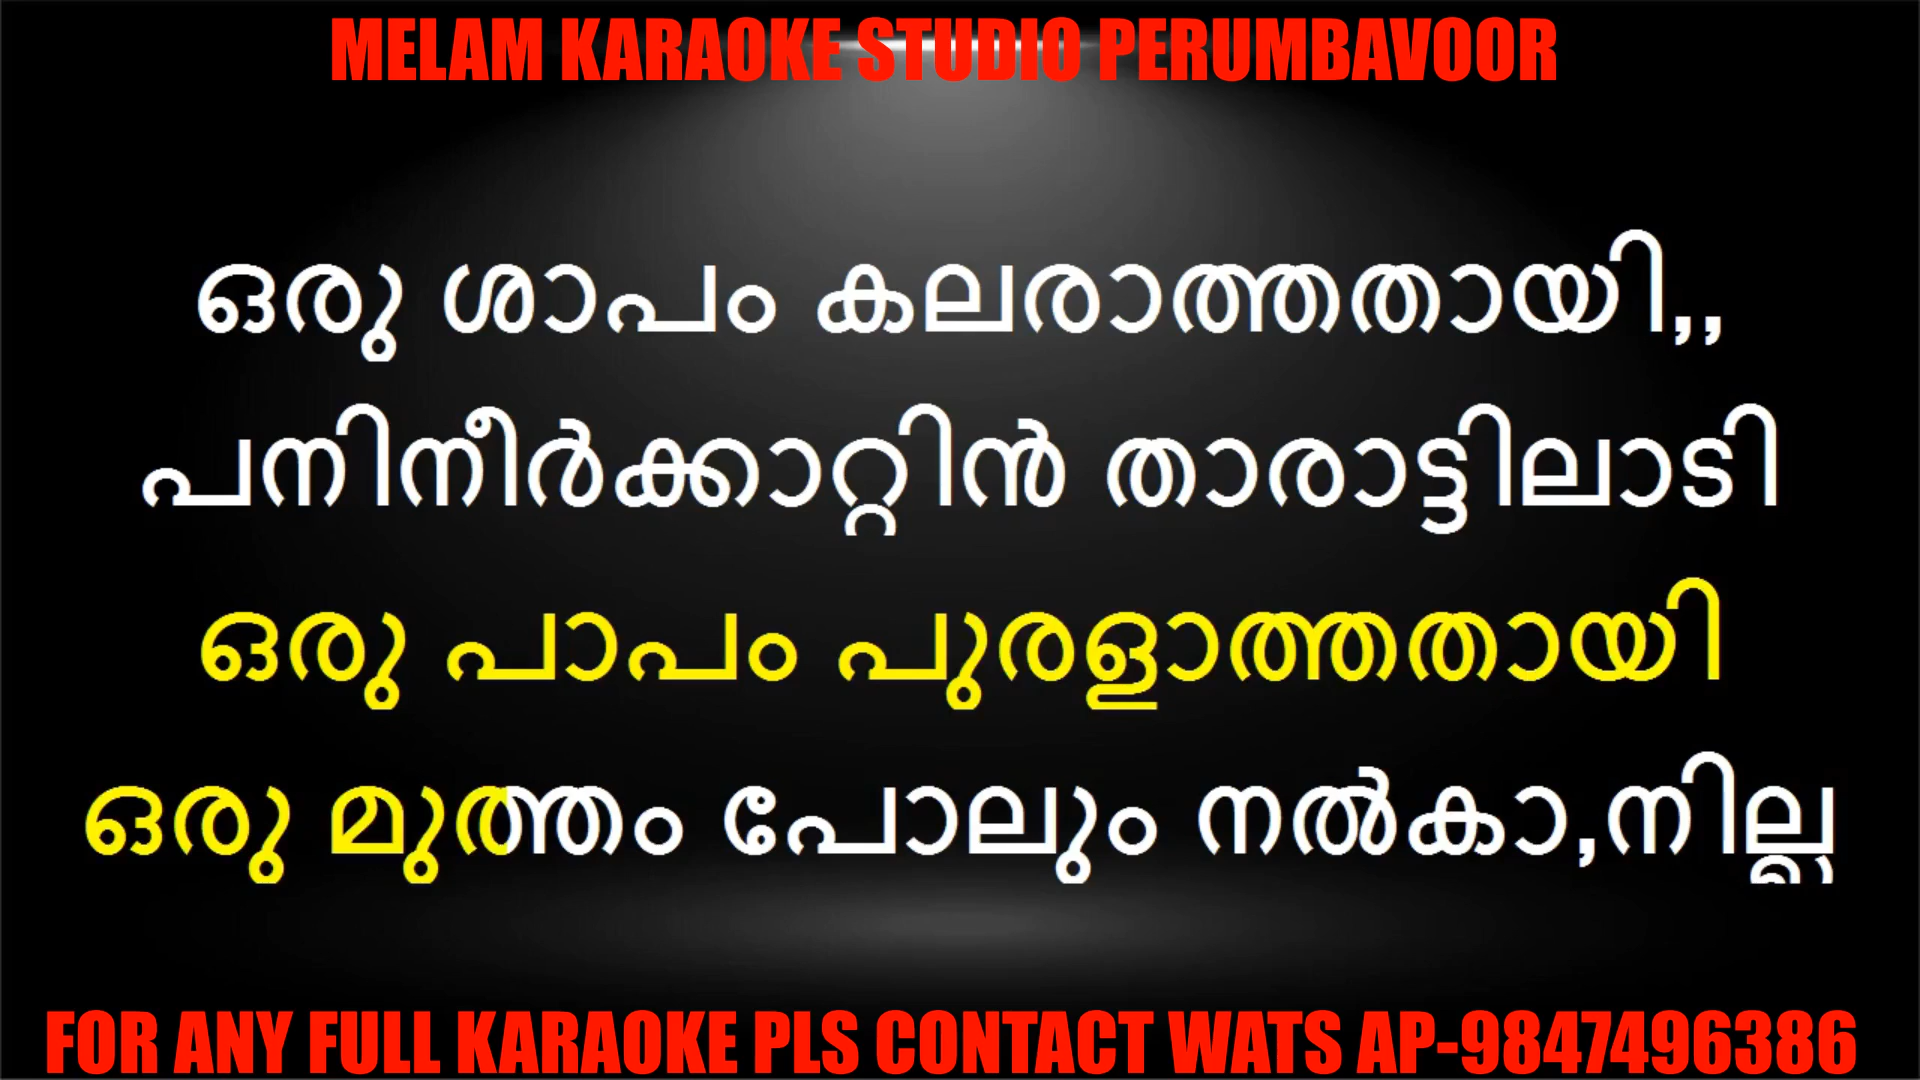 MELAM KARAOKE STUDIO PERUMBAVOOR
ഒരു ശാപം കലരാത്തതായി,,
പനിനീർക്കാറ്റിൻ താരാട്ടിലാടി
ഒരു പാപം പുരളാത്തതായി
ഒരു മുത്തം പോലും നൽകാ,നില്ല
FOR ANY FULL KARAOKE PLS CONTACT WATS AP-9847496386